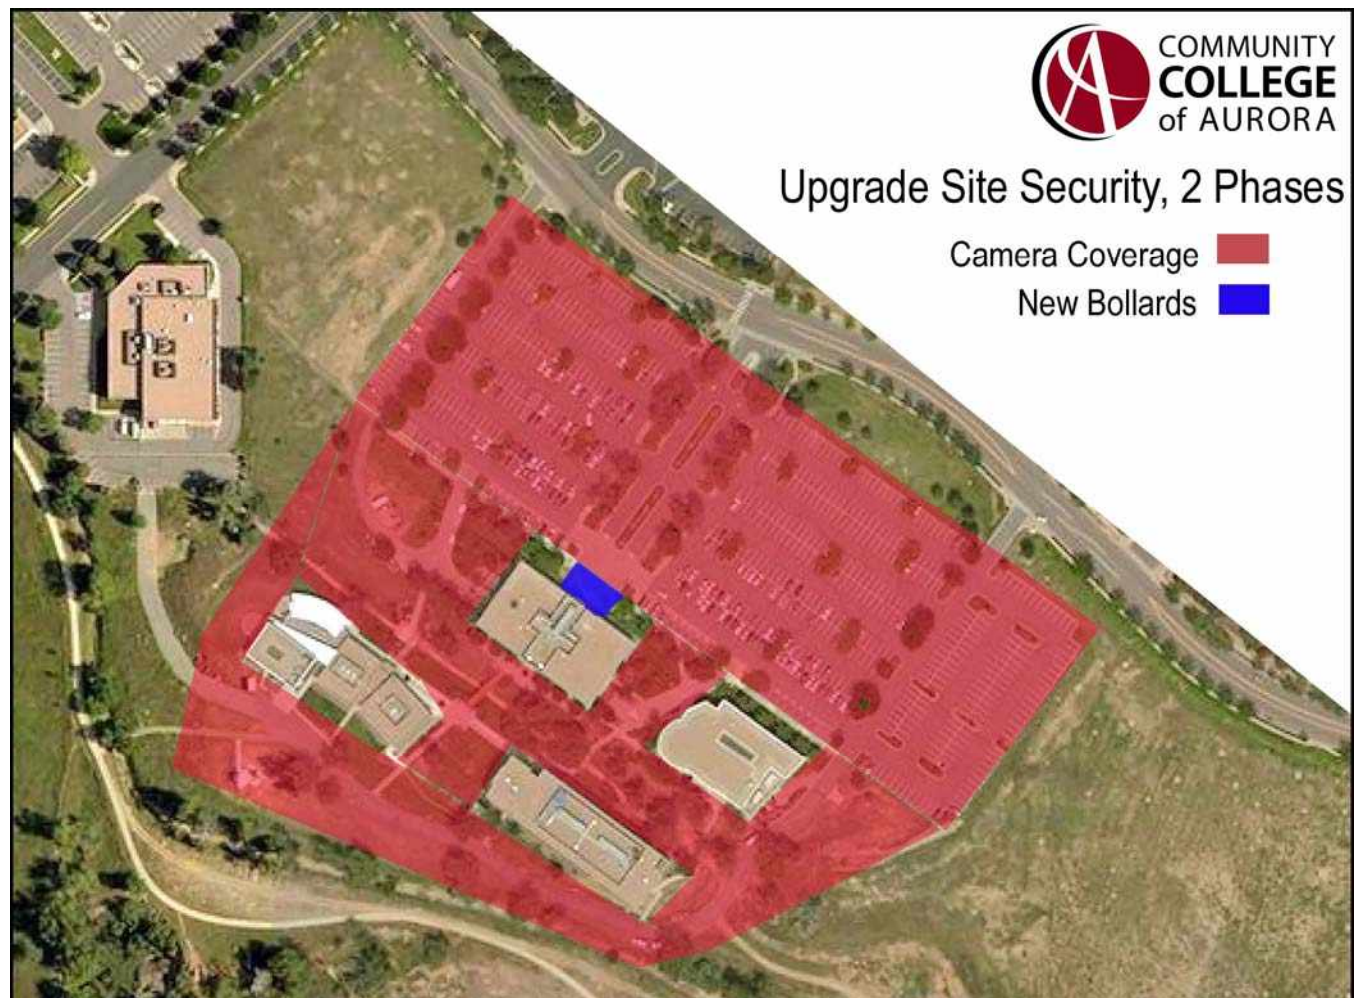 COMMUNITY
COLLEGE
of AURORA
Upgrade Site Security, 2 Phases
Camera Coverage
New Bollards